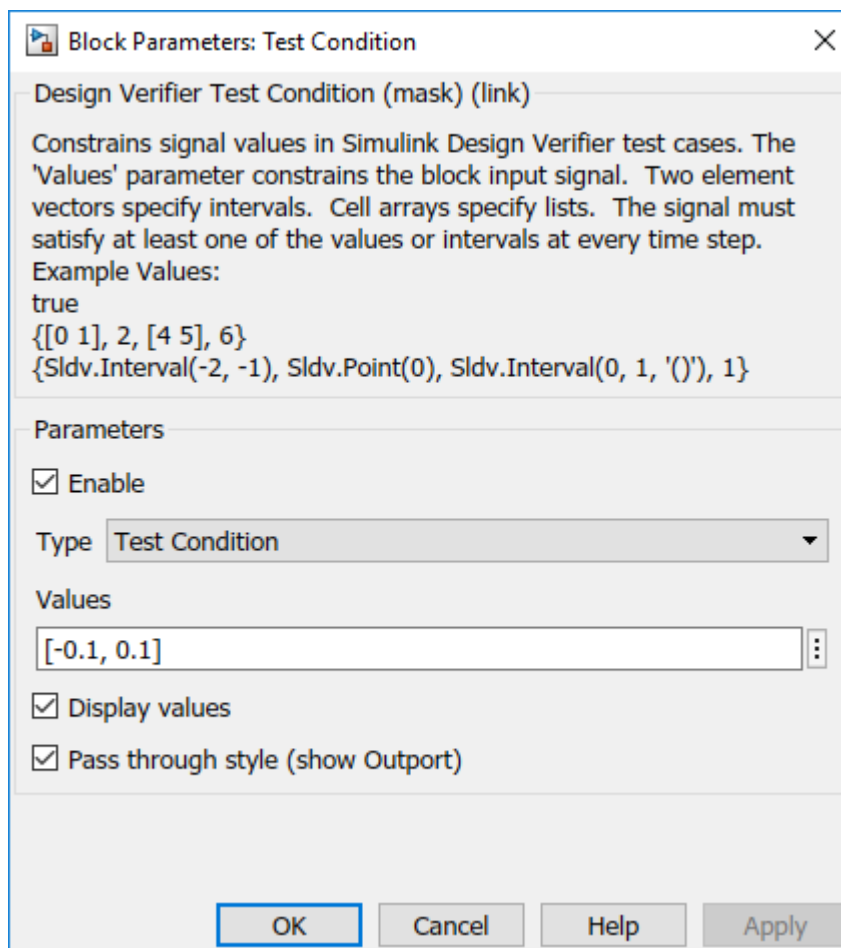 Block Parameters: Test Condition
Design Verifier Test Condition (mask) (link)
Constrains signal values in Simulink Design Verifier test cases. The
'Values' parameter constrains the block input signal. Two element
vectors specify intervals. Cell arrays specify lists. The signal must
satisfy at least one of the values or intervals at every time step.
Example Values:
true
{[0 1], 2, [4 5], 6}
{Sldv.Interval(-2, -1), Sldv.Point(0), Sldv.Interval(0, 1, '()'), 1}
Parameters
Enable
Type Test Condition
Values
[-0.1, 0.1]
Display values
Pass through style (show Outport)
OK Cancel Help Apply